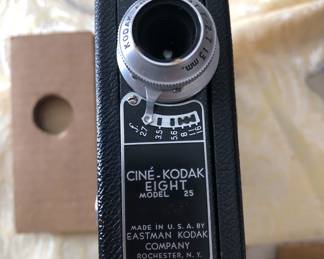 KODAK
13 mm.
f. 2.7 3.5 5.6 8 11 16
CINÉ-KODAK
EIGHT
MODEL 25
MADE IN U. S. A. BY
EASTMAN KODAK
COMPANY
ROCHESTER, N. Y.